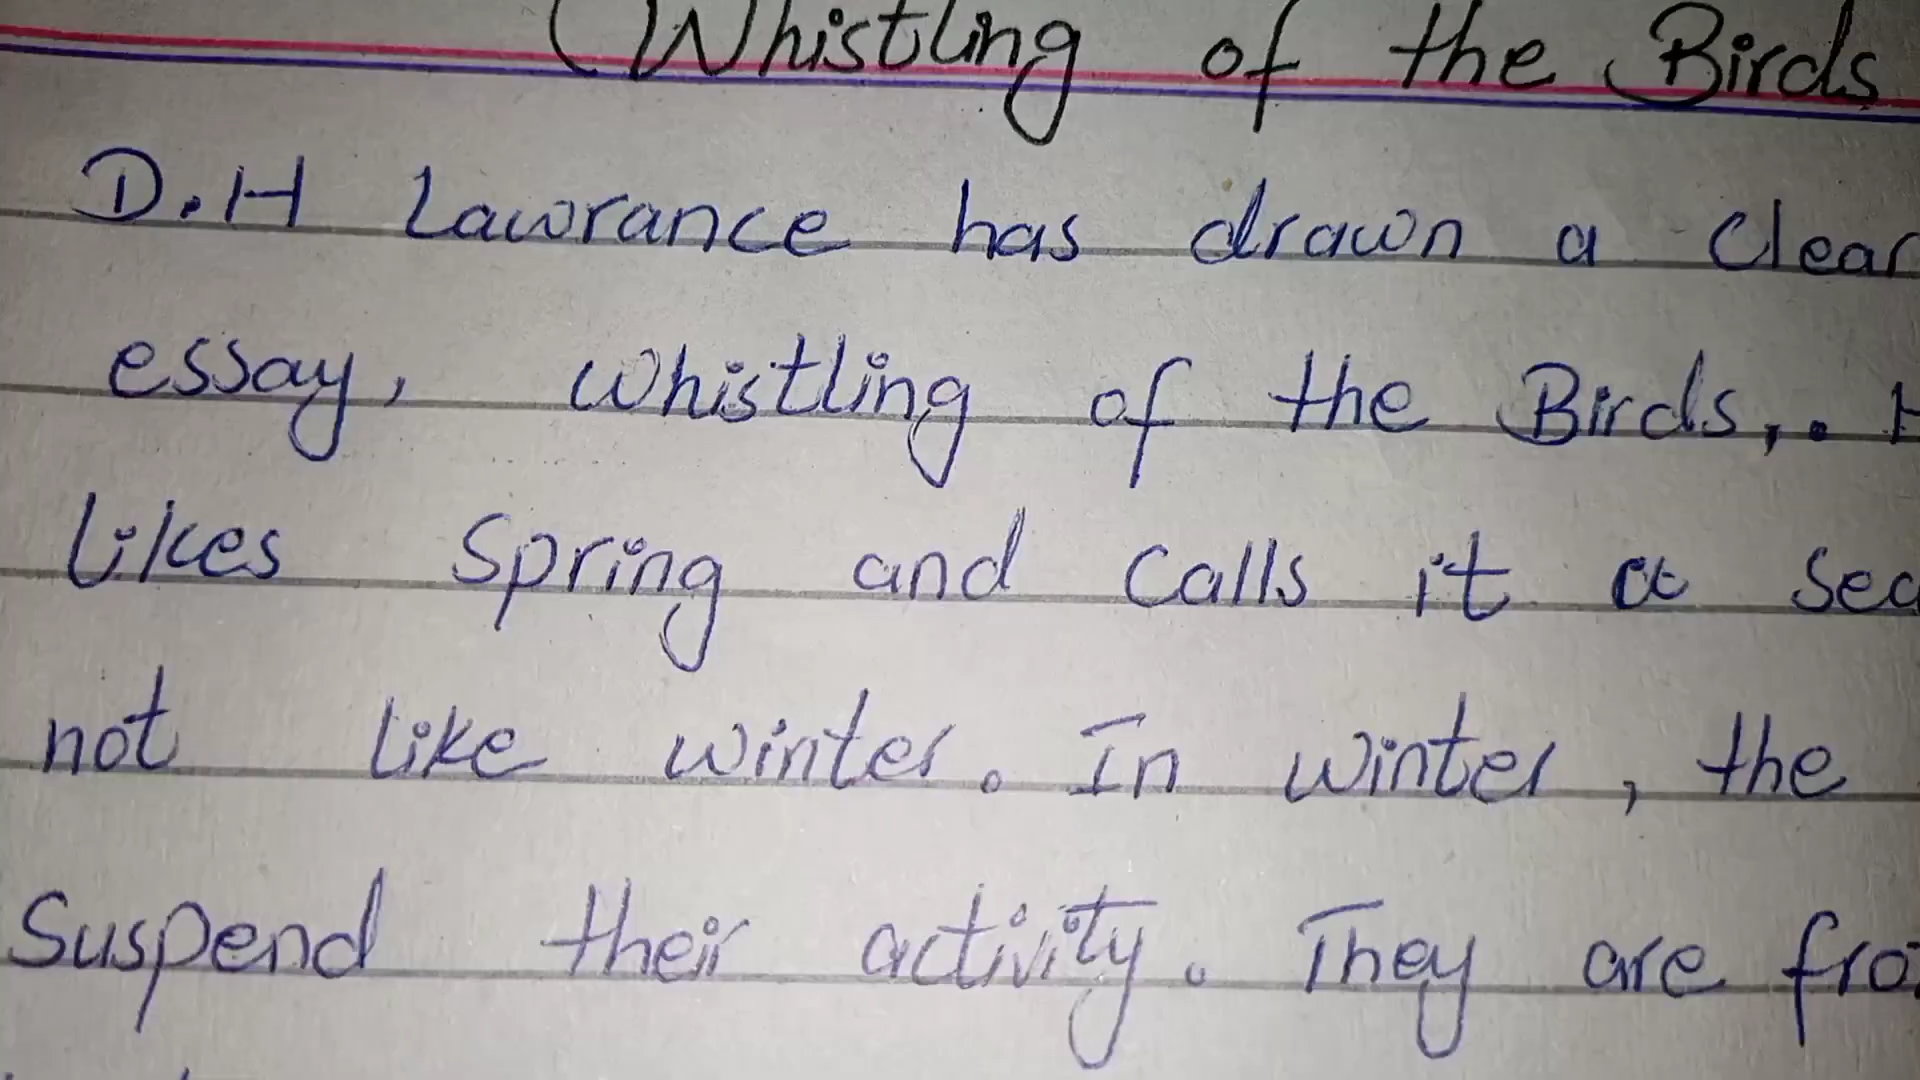 (Whistling of the Birds
D.H Lawrance has drawn a clear
essay, whistling of the Birds,.
likes Spring and Calls it a
not like winter. In winter, the
Suspend their activity. They are